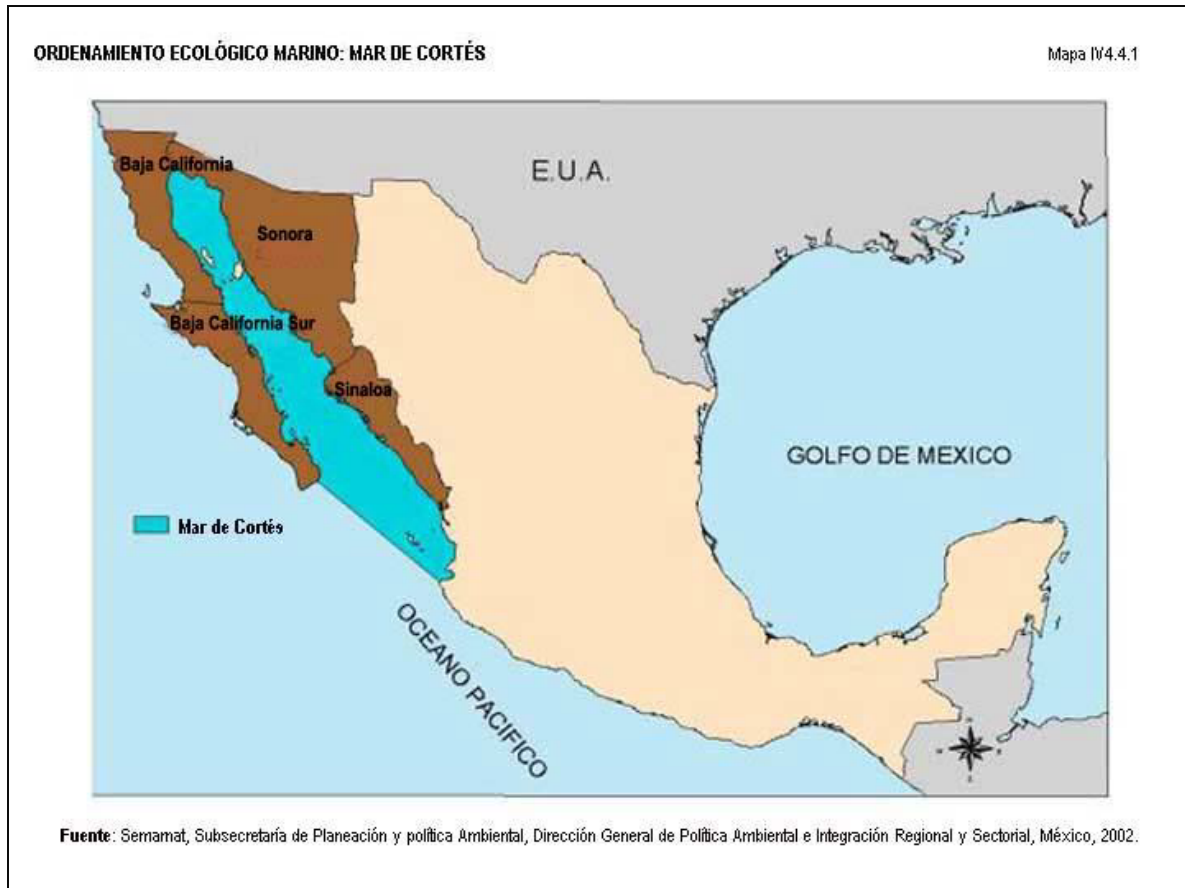 ORDENAMIENTO ECOLÓGICO MARINO: MAR DE CORTÉS
Mapa IV4.4.1
E.U.A.
Baja California
Sonora
Baja California Sur
Sinaloa
GOLFO DE MEXICO
Mar de Cortés
OCEANO PACIFICO
Fuente: Semarnat, Subsecretaría de Planeación y política Ambiental, Dirección General de Política Ambiental e Integración Regional y Sectorial, México, 2002.